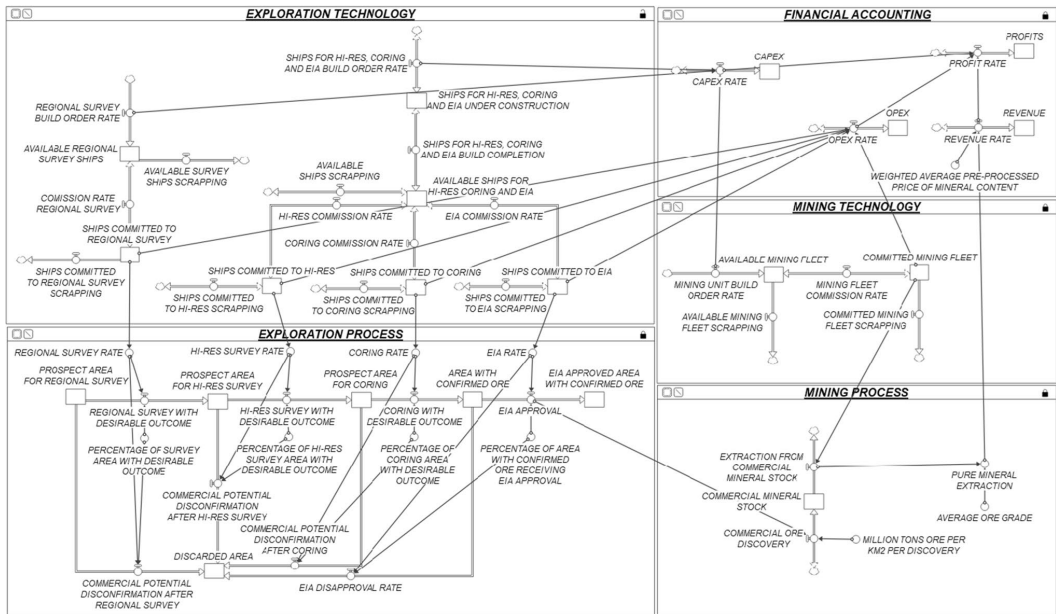 EXPLORATION TECHNOLOGY
SHIPS FOR HI-RES, CORING
AND EIA BUILD ORDER RATE
REGIONAL SURVEY
BUILD ORDER RATE
SHIPS FOR HI-RES, CORING
AND EIA UNDER CONSTRUCTION
AVAILABLE REGIONAL
SURVEY SHIPS
SHIPS FOR HI-RES, CORING
AND EIA BUILD COMPLETION
AVAILABLE SURVEY
SHIPS SCRAPPING
AVAILABLE
SHIPS SCRAPPING
AVAILABLE SHIPS FOR
HI-RES CORING AND EIA
COMISSION RATE
REGIONAL SURVEY
HI-RES COMMISSION RATE
EIA COMMISSION RATE
SHIPS COMMITTED TO
REGIONAL SURVEY
CORING COMMISSION RATE
SHIPS COMMITTED
TO REGIONAL SURVEY
SCRAPPING
SHIPS COMMITTED TO HI-RES
SHIPS COMMITTED TO CORING
SHIPS COMMITTED TO EIA
SHIPS COMMITTED
TO HI-RES SCRAPPING
SHIPS COMMITTED
TO CORING SCRAPPING
SHIPS COMMITTED
TO EIA SCRAPPING
FINANCIAL ACCOUNTING
CAPEX
CAPEX RATE
PROFITS
PROFIT RATE
OPEX
OPEX RATE
REVENUE
REVENUE RATE
WEIGHTED AVERAGE PRE-PROCESSED
PRICE OF MINERAL CONTENT
MINING TECHNOLOGY
AVAILABLE MINING FLEET
COMMITTED MINING FLEET
MINING UNIT BUILD
ORDER RATE
MINING FLEET
COMMISSION RATE
AVAILABLE MINING
FLEET SCRAPPING
COMMITTED MINING
FLEET SCRAPPING
EXPLORATION PROCESS
REGIONAL SURVEY RATE
HI-RES SURVEY RATE
CORING RATE
EIA RATE
PROSPECT AREA
FOR REGIONAL SURVEY
PROSPECT AREA
FOR HI-RES SURVEY
PROSPECT AREA
FOR CORING
AREA WITH
CONFIRMED ORE
EIA APPROVED AREA
WITH CONFIRMED ORE
REGIONAL SURVEY WITH
DESIRABLE OUTCOME
HI-RES SURVEY WITH
DESIRABLE OUTCOME
CORING WITH
DESIRABLE OUTCOME
EIA APPROVAL
PERCENTAGE OF SURVEY
AREA WITH DESIRABLE
OUTCOME
PERCENTAGE OF HI-RES
SURVEY AREA WITH
DESIRABLE OUTCOME
PERCENTAGE OF
CORING AREA
WITH DESIRABLE
OUTCOME
PERCENTAGE OF AREA
WITH CONFIRMED
ORE RECEIVING
EIA APPROVAL
COMMERCIAL POTENTIAL
DISCONFIRMATION
AFTER HI-RES SURVEY
COMMERCIAL POTENTIAL
DISCONFIRMATION
AFTER CORING
DISCARDED AREA
COMMERCIAL POTENTIAL
DISCONFIRMATION AFTER
REGIONAL SURVEY
EIA DISAPPROVAL RATE
MINING PROCESS
EXTRACTION FROM
COMMERCIAL
MINERAL STOCK
PURE MINERAL
EXTRACTION
COMMERCIAL MINERAL
STOCK
AVERAGE ORE GRADE
COMMERCIAL ORE
DISCOVERY
MILLION TONS ORE PER
KM2 PER DISCOVERY